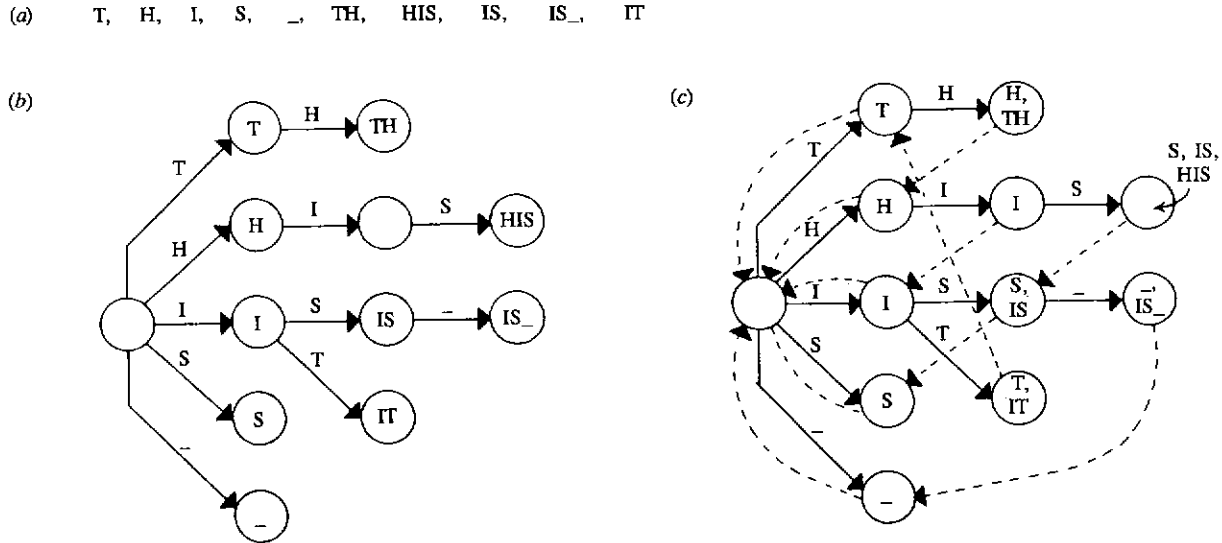 (a) T, H, I, S, _, TH, HIS, IS, IS_, IT
(b)
T
H
TH
T
H
I
S
HIS
H
I
S
IS
_
IS_
I
T
IT
S
S
_
_
(c)
T
H
H,
TH
T
H
I
I
S
S, IS,
HIS
H
I
I
S
S,
IS
_
_,
IS_
T
T,
IT
S
S
_
_